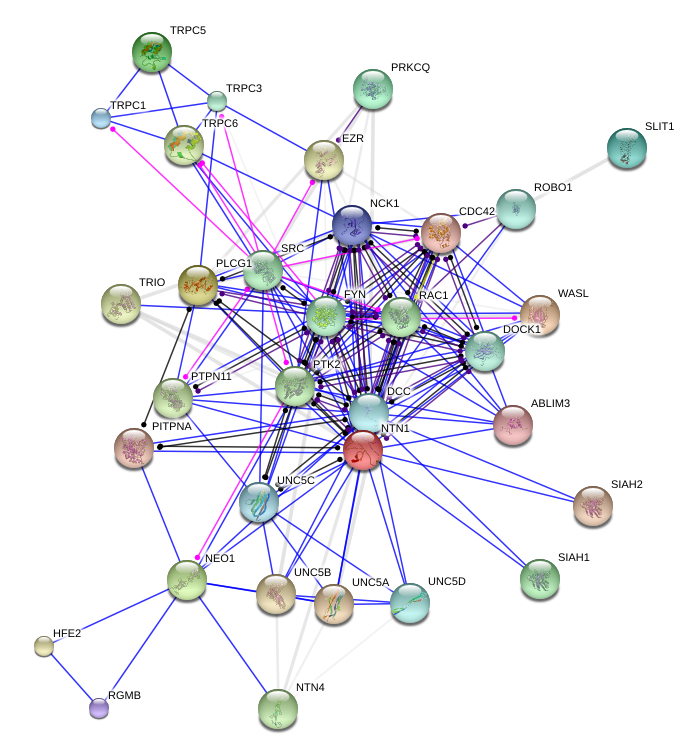 TRPC5
PRKCQ
TRPC3
TRPC1
TRPC6
SLIT1
EZR
ROBO1
NCK1
CDC42
SRC
PLCG1
TRIO
FYN
RAC1
WASL
DOCK1
PTK2
PTPN11
DCC
ABLIM3
PITPNA
NTN1
UNC5C
SIAH2
NEO1
UNC5B
UNC5A
UNC5D
SIAH1
HFE2
RGMB
NTN4